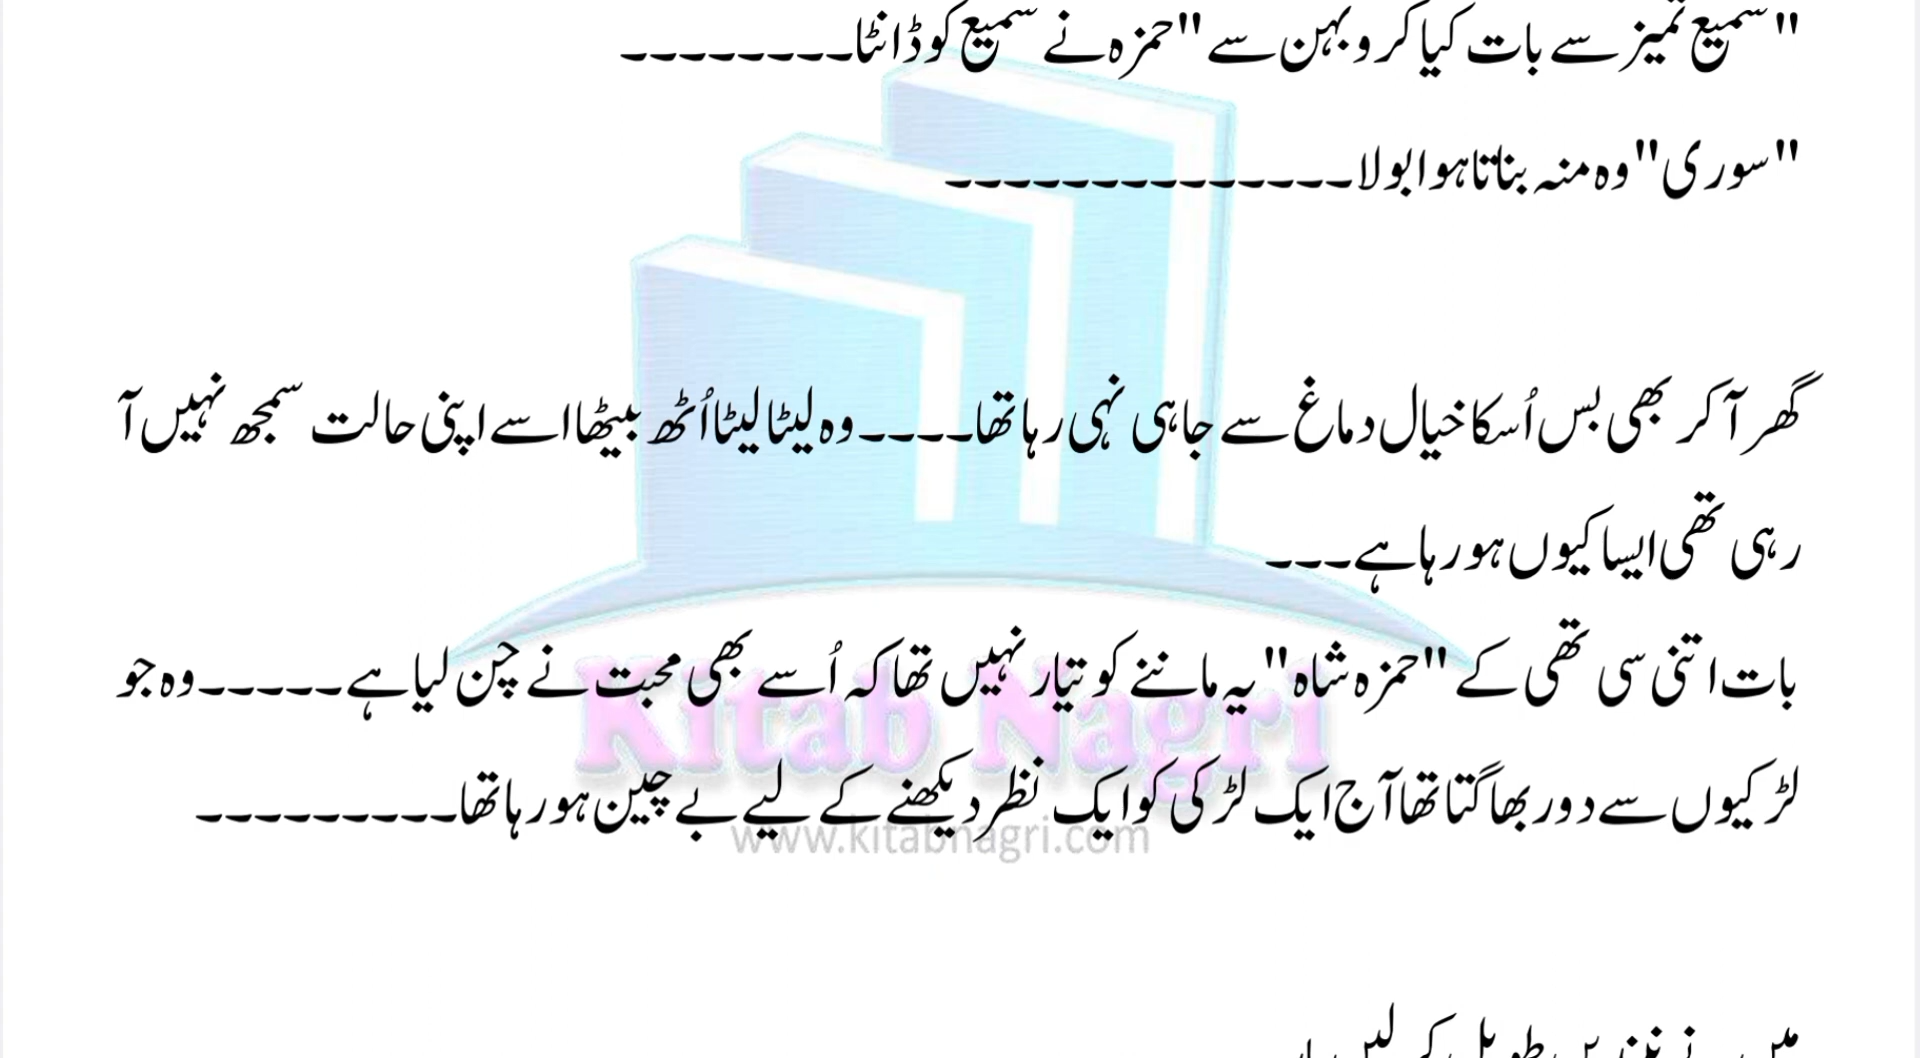 "سمیع تمیز سے بات کیا کرو بہن سے "حمزہ نے سمیع کو ڈانٹا۔۔۔۔۔۔۔۔
"سوری"وہ منہ بناتا ہوا بولا۔۔۔۔۔۔۔۔۔۔۔۔۔۔
گھر آکر بھی بس اُسکا خیال دماغ سے جا ہی نہی رہا تھا۔۔۔۔وہ لیٹا لیٹا اُٹھ بیٹھا اسے اپنی حالت سمجھ نہیں آ
رہی تھی ایسا کیوں ہو رہا ہے۔۔۔
بات اتنی سی تھی کے "حمزہ شاہ"یہ ماننے کو تیار نہیں تھا کہ اُسے بھی محبت نے چن لیا ہے۔۔۔۔۔وہ جو
Kitab Nagri
لڑکیوں سے دور بھاگتا تھا آج ایک لڑکی کو ایک نظر دیکھنے کے لیے بے چین ہو رہا تھا۔۔۔۔۔۔۔۔۔
www.kitabnagri.com